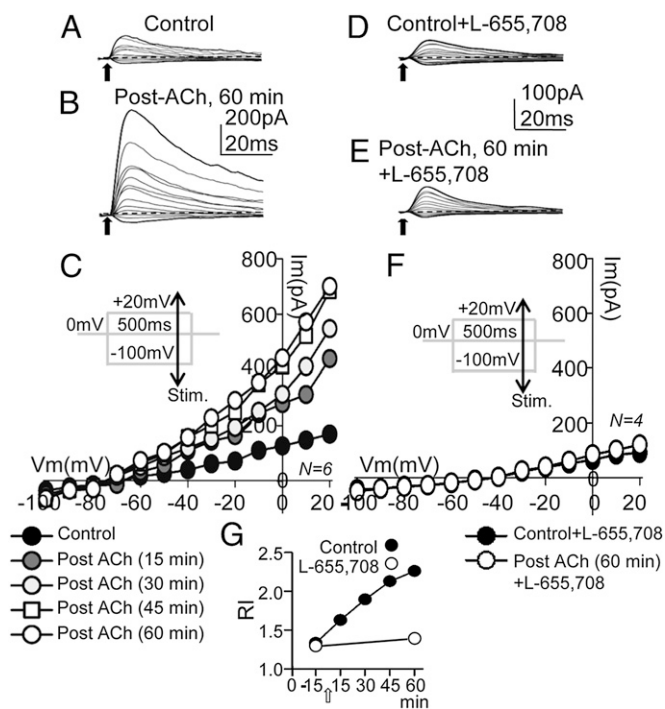 A Control
B Post-ACh, 60 min
200pA
20ms
D Control+L-655,708
100pA
20ms
E Post-ACh, 60 min
+L-655,708
C
Im(pA)
800
600
400
200
0
+20mV
0mV 500ms
-100mV
Stim.
Vm(mV)
N=6
-100 -80 -60 -40 -20 0 20
Control
Post ACh (15 min)
Post ACh (30 min)
Post ACh (45 min)
Post ACh (60 min)
F
Im(pA)
800
600
400
200
0
+20mV
0mV 500ms
-100mV
Stim.
Vm(mV)
N=4
-100 -80 -60 -40 -20 0 20
Control+L-655,708
Post ACh (60 min)
+L-655,708
G
Control
L-655,708
RI
2.5
2.0
1.5
1.0
0 -15 15 30 45 60
min